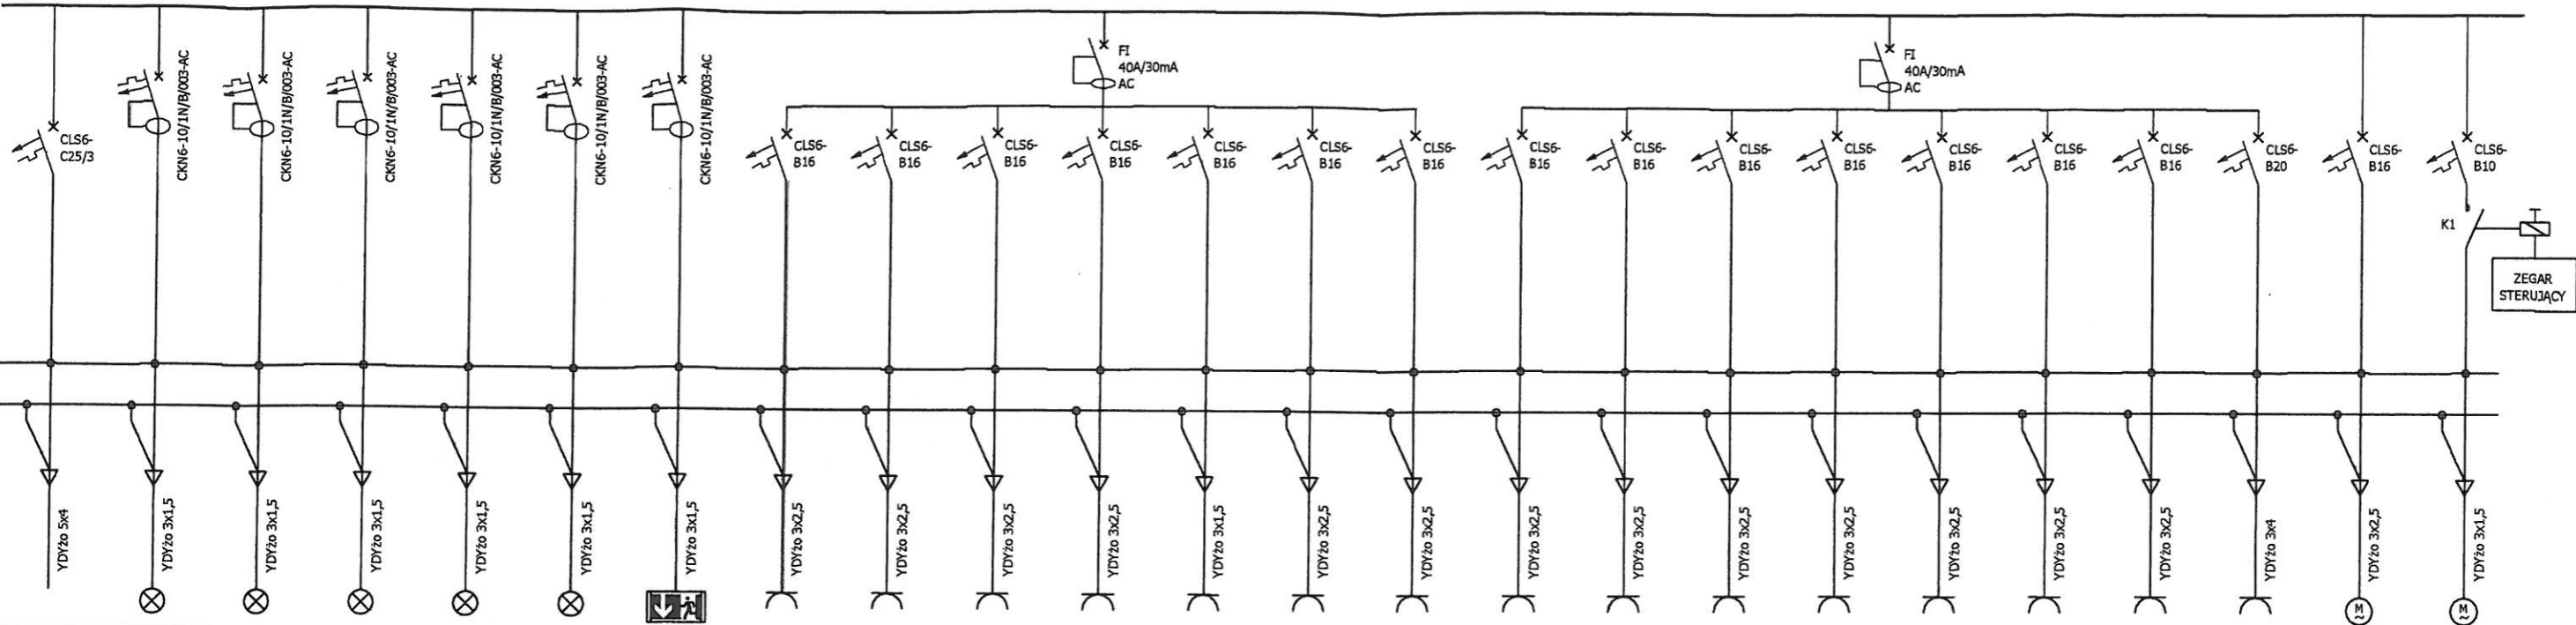 CLS6-
C25/3
CKN6-10/1N/B/003-AC
CKN6-10/1N/B/003-AC
CKN6-10/1N/B/003-AC
CKN6-10/1N/B/003-AC
CKN6-10/1N/B/003-AC
CKN6-10/1N/B/003-AC
FI
40A/30mA
AC
CLS6-
B16
CLS6-
B16
CLS6-
B16
CLS6-
B16
CLS6-
B16
CLS6-
B16
CLS6-
B16
FI
40A/30mA
AC
CLS6-
B16
CLS6-
B16
CLS6-
B16
CLS6-
B16
CLS6-
B16
CLS6-
B16
CLS6-
B16
CLS6-
B20
CLS6-
B16
CLS6-
B10
K1
ZEGAR
STERUJĄCY
YDYżo 5x4
YDYżo 3x1,5
YDYżo 3x1,5
YDYżo 3x1,5
YDYżo 3x1,5
YDYżo 3x1,5
YDYżo 3x1,5
YDYżo 3x2,5
YDYżo 3x2,5
YDYżo 3x2,5
YDYżo 3x2,5
YDYżo 3x1,5
YDYżo 3x2,5
YDYżo 3x2,5
YDYżo 3x2,5
YDYżo 3x2,5
YDYżo 3x2,5
YDYżo 3x2,5
YDYżo 3x2,5
YDYżo 3x2,5
YDYżo 3x2,5
YDYżo 3x4
YDYżo 3x2,5
YDYżo 3x1,5
M
~
M
~